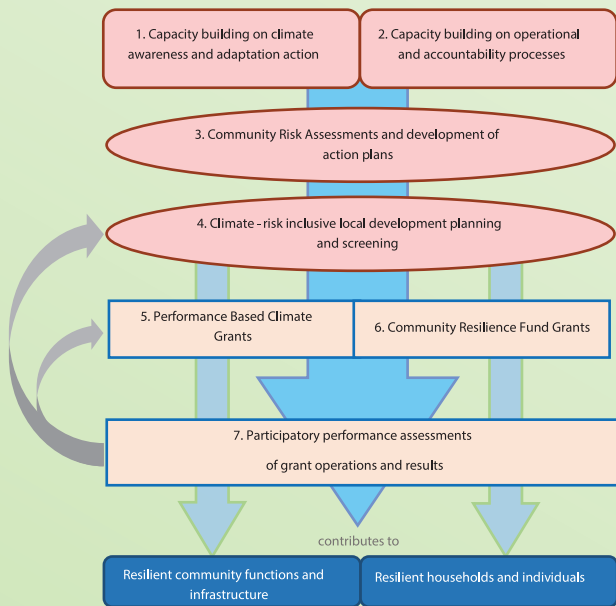 1. Capacity building on climate
awareness and adaptation action
2. Capacity building on operational
and accountability processes
3. Community Risk Assessments and development of
action plans
4. Climate - risk inclusive local development planning
and screening
5. Performance Based Climate
Grants
6. Community Resilience Fund Grants
7. Participatory performance assessments
of grant operations and results
contributes to
Resilient community functions and
infrastructure
Resilient households and individuals